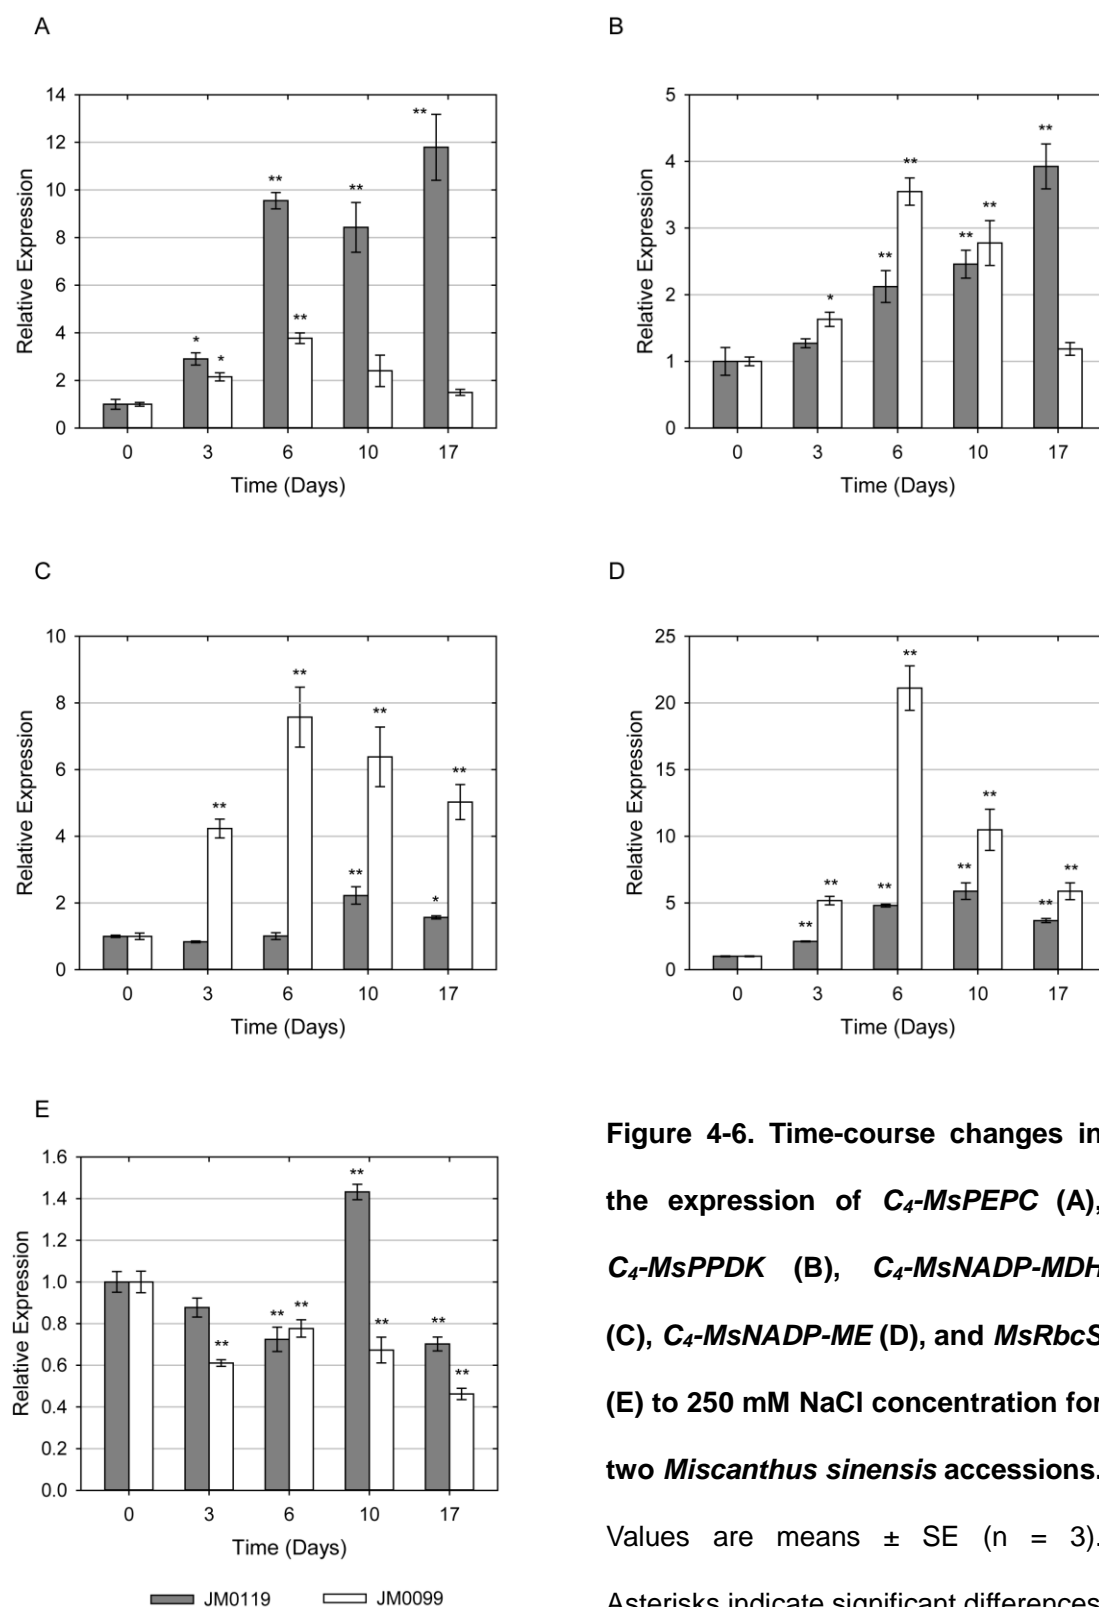 A
14
12
10
8
6
4
2
0
Relative Expression
** ** ** ** * *
0 3 6 10 17
Time (Days)
B
5
4
3
2
1
0
Relative Expression
** ** ** ** ** *
0 3 6 10 17
Time (Days)
C
10
8
6
4
2
0
Relative Expression
** ** ** ** ** *
0 3 6 10 17
Time (Days)
D
25
20
15
10
5
0
Relative Expression
** ** ** ** ** ** ** **
0 3 6 10 17
Time (Days)
E
1.6
1.4
1.2
1.0
0.8
0.6
0.4
0.2
0.0
Relative Expression
** ** ** ** ** ** **
0 3 6 10 17
Time (Days)
JM0119 JM0099
Figure 4-6. Time-course changes in
the expression of C₄-MsPEPC (A),
C₄-MsPPDK (B), C₄-MsNADP-MDH
(C), C₄-MsNADP-ME (D), and MsRbcS
(E) to 250 mM NaCl concentration for
two Miscanthus sinensis accessions.
Values are means ± SE (n = 3).
Asterisks indicate significant differences